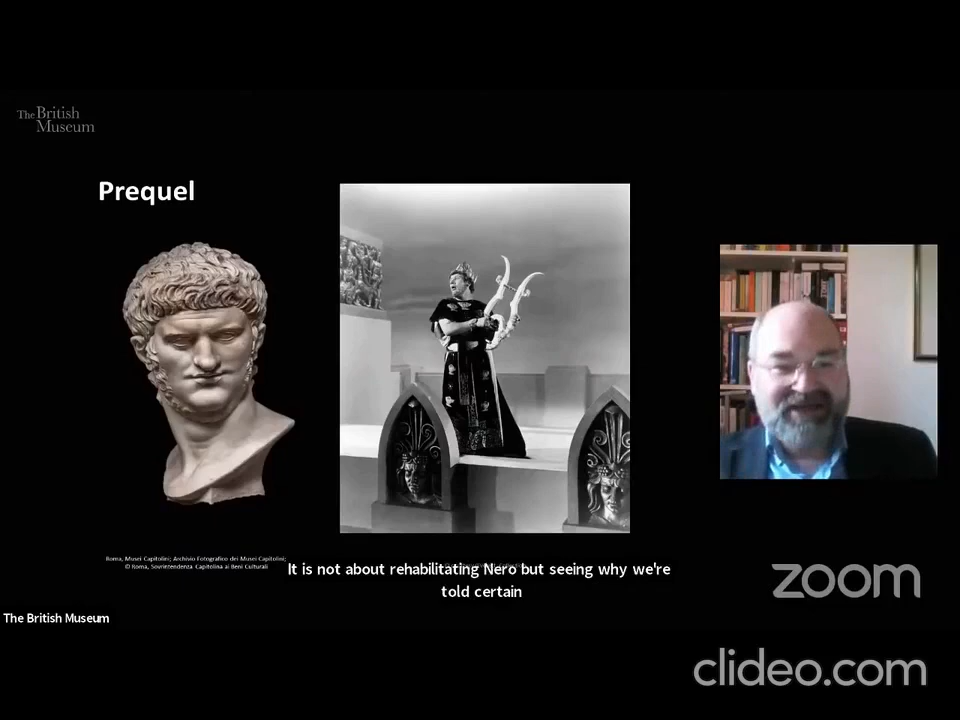 The British
Museum
Prequel
Roma, Musei Capitolini; Archivio Fotografico dei Musei Capitolini;
© Roma, Sovrintendenza Capitolina ai Beni Culturali
It is not about rehabilitating Nero but seeing why we're
told certain
zoom
The British Museum
clideo.com